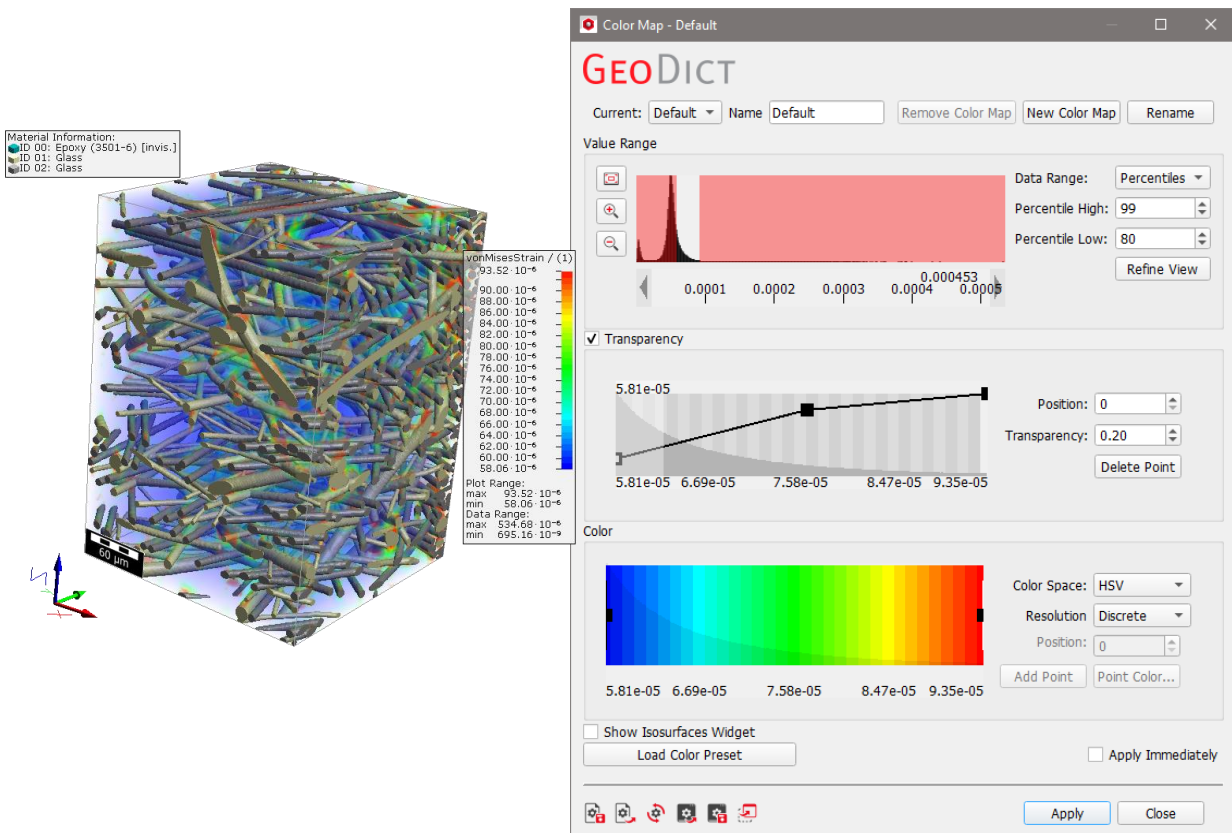 Material Information:
ID 00: Epoxy (3501-6) [invis.]
ID 01: Glass
ID 02: Glass
vonMisesStrain / (1)
93.52·10⁻⁶
90.00·10⁻⁶
88.00·10⁻⁶
86.00·10⁻⁶
84.00·10⁻⁶
82.00·10⁻⁶
80.00·10⁻⁶
78.00·10⁻⁶
76.00·10⁻⁶
74.00·10⁻⁶
72.00·10⁻⁶
70.00·10⁻⁶
68.00·10⁻⁶
66.00·10⁻⁶
64.00·10⁻⁶
62.00·10⁻⁶
60.00·10⁻⁶
58.06·10⁻⁶
Plot Range:
max 93.52·10⁻⁶
min 58.06·10⁻⁶
Data Range:
max 534.68·10⁻⁶
min 695.16·10⁻⁹
60 µm
Z
X
Color Map - Default
GEODICT
Current: Default Name Default Remove Color Map New Color Map Rename
Value Range
Data Range: Percentiles
Percentile High: 99
Percentile Low: 80
Refine View
0.000453
0.0001 0.0002 0.0003 0.0004 0.0005
Transparency
5.81e-05
Position: 0
Transparency: 0.20
Delete Point
5.81e-05 6.69e-05 7.58e-05 8.47e-05 9.35e-05
Color
Color Space: HSV
Resolution Discrete
Position: 0
Add Point Point Color...
5.81e-05 6.69e-05 7.58e-05 8.47e-05 9.35e-05
Show Isosurfaces Widget
Load Color Preset
Apply Immediately
Apply Close